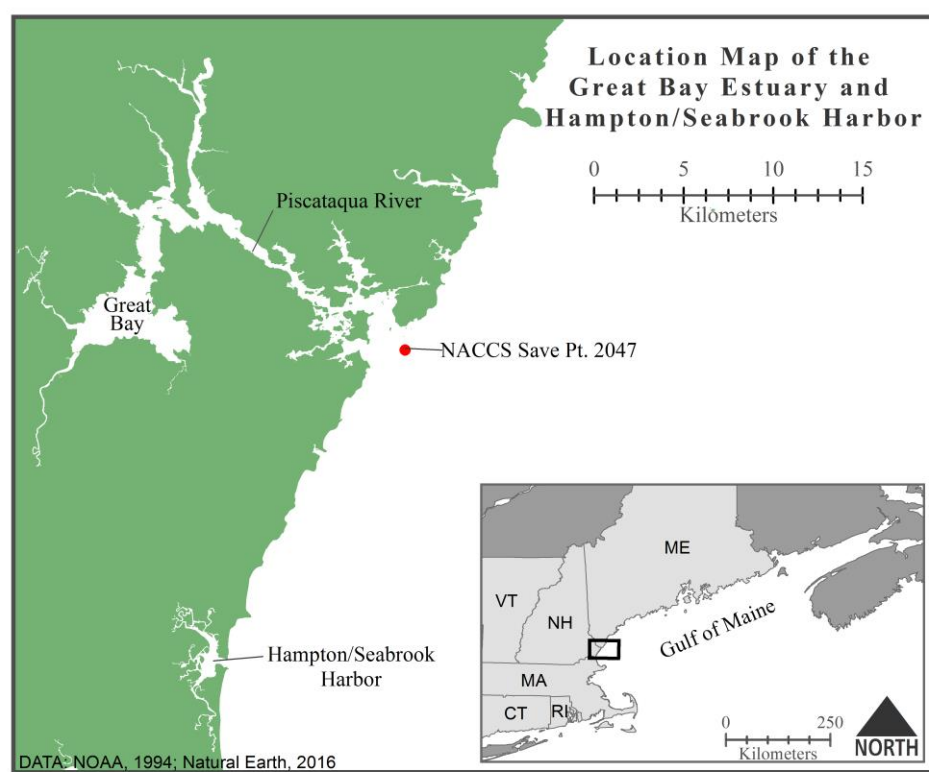 Location Map of the
Great Bay Estuary and
Hampton/Seabrook Harbor
0 5 10 15
Kilometers
Piscataqua River
Great
Bay
NACCS Save Pt. 2047
Hampton/Seabrook
Harbor
ME
VT
NH
Gulf of Maine
MA
CT
RI
0 250
Kilometers
NORTH
DATA: NOAA, 1994; Natural Earth, 2016